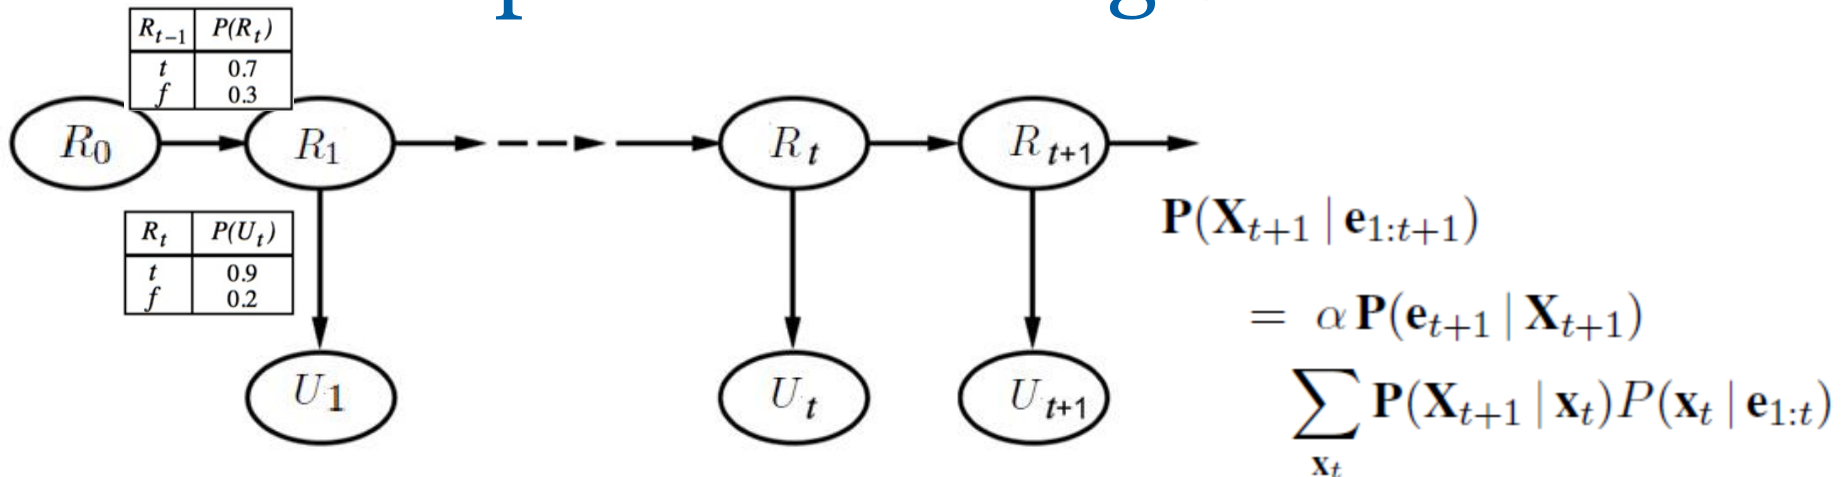 R_{t-1} P(R_t)
t 0.7
f 0.3
R_0 R_1 R_t R_{t+1}
R_t P(U_t)
t 0.9
f 0.2
U_1 U_t U_{t+1}
P(X_{t+1} | e_{1:t+1})
= α P(e_{t+1} | X_{t+1})
∑_{x_t} P(X_{t+1} | x_t) P(x_t | e_{1:t})